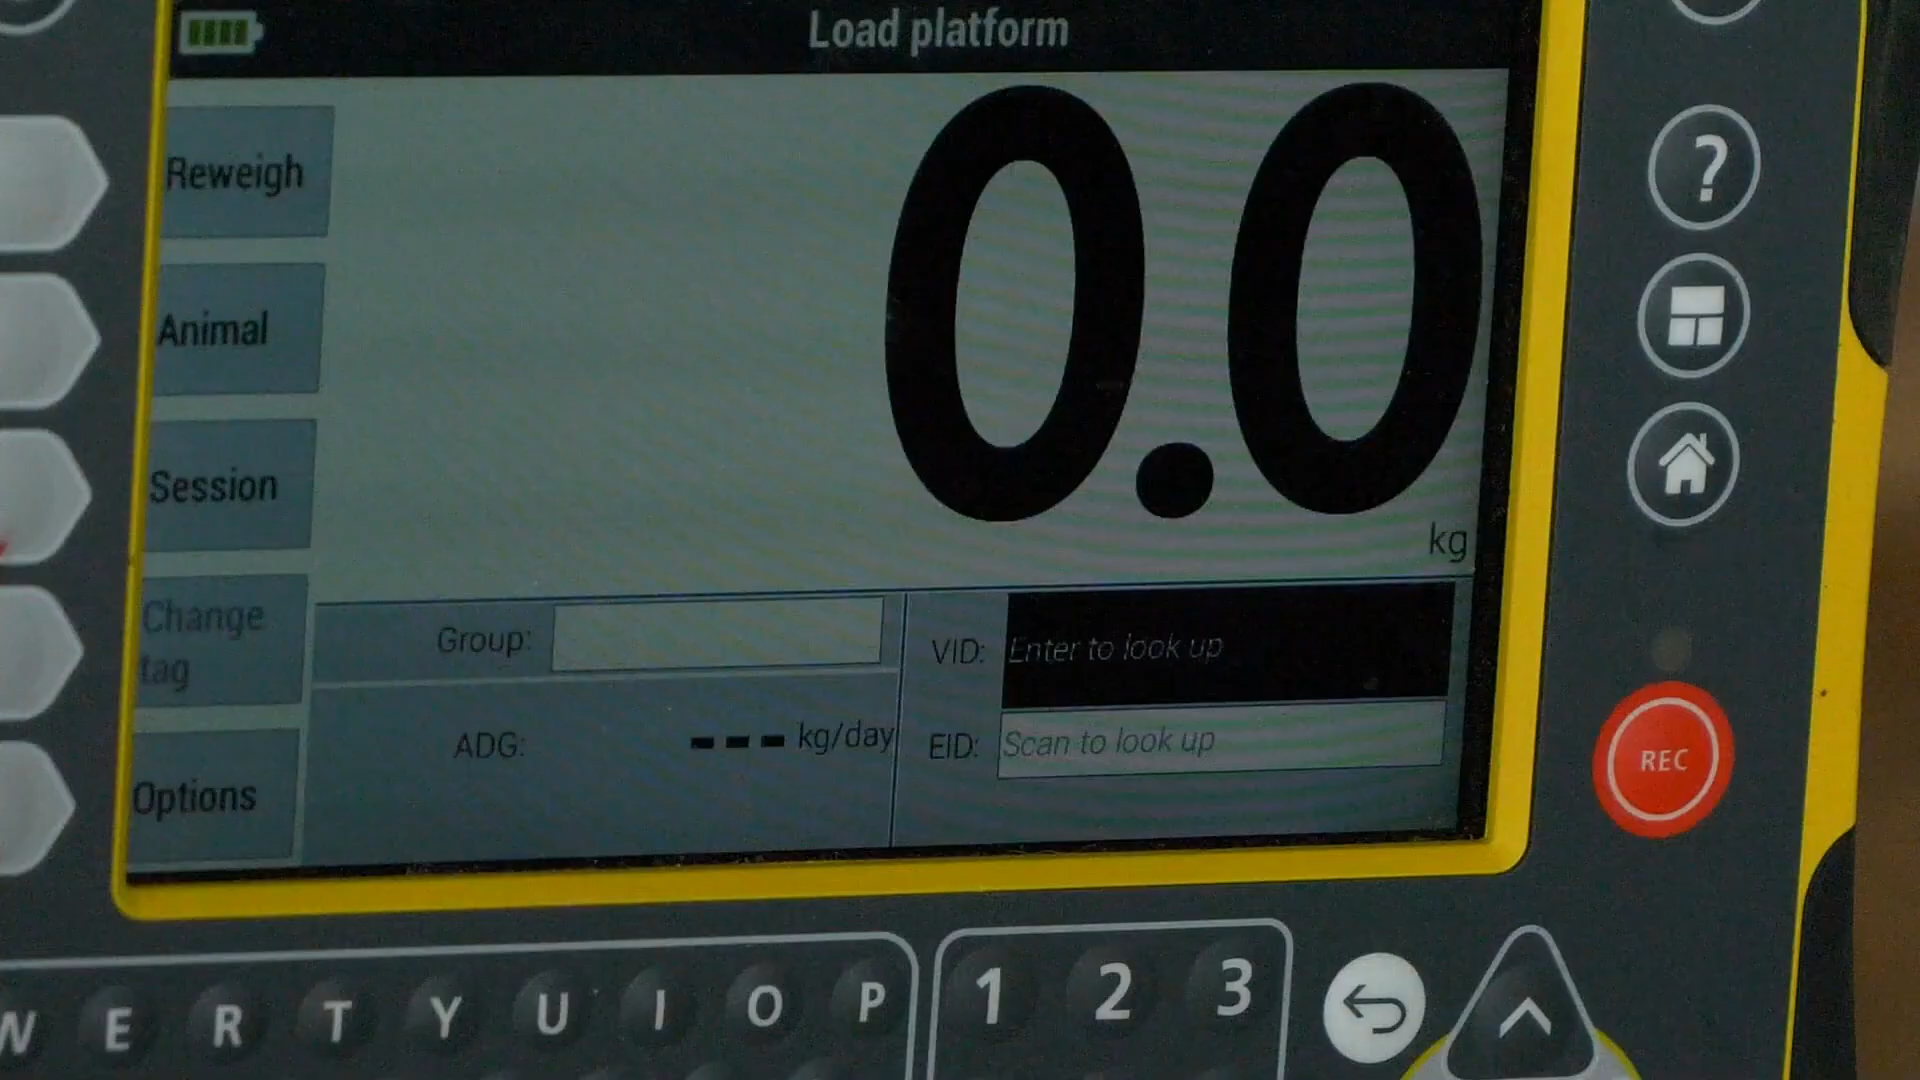 Load platform
Reweigh
0.0
Animal
Session
kg
Change
tag
Group:
VID: Enter to look up
ADG: --- kg/day
EID: Scan to look up
Options
?
REC
W E R T Y U I O P
1 2 3